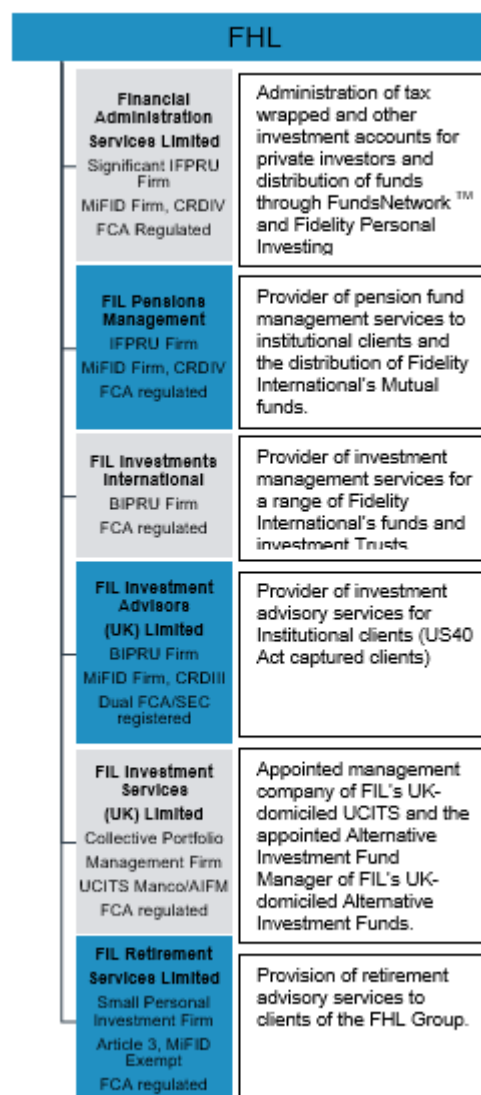 FHL
Financial
Administration
Services Limited
Significant IFPRU
Firm
MiFID Firm, CRDIV
FCA Regulated
Administration of tax
wrapped and other
investment accounts for
private investors and
distribution of funds
through FundsNetwork ™
and Fidelity Personal
Investing
FIL Pensions
Management
IFPRU Firm
MiFID Firm, CRDIV
FCA regulated
Provider of pension fund
management services to
institutional clients and
the distribution of Fidelity
International's Mutual
funds.
FIL Investments
International
BIPRU Firm
FCA regulated
Provider of investment
management services for
a range of Fidelity
International's funds and
investment Trusts
FIL Investment
Advisors
(UK) Limited
BIPRU Firm
MiFID Firm, CRDIII
Dual FCA/SEC
registered
Provider of investment
advisory services for
Institutional clients (US40
Act captured clients)
FIL Investment
Services
(UK) Limited
Collective Portfolio
Management Firm
UCITS Manco/AIFM
FCA regulated
Appointed management
company of FIL's UK-
domiciled UCITS and the
appointed Alternative
Investment Fund
Manager of FIL's UK-
domiciled Alternative
Investment Funds.
FIL Retirement
Services Limited
Small Personal
Investment Firm
Article 3, MiFID
Exempt
FCA regulated
Provision of retirement
advisory services to
clients of the FHL Group.